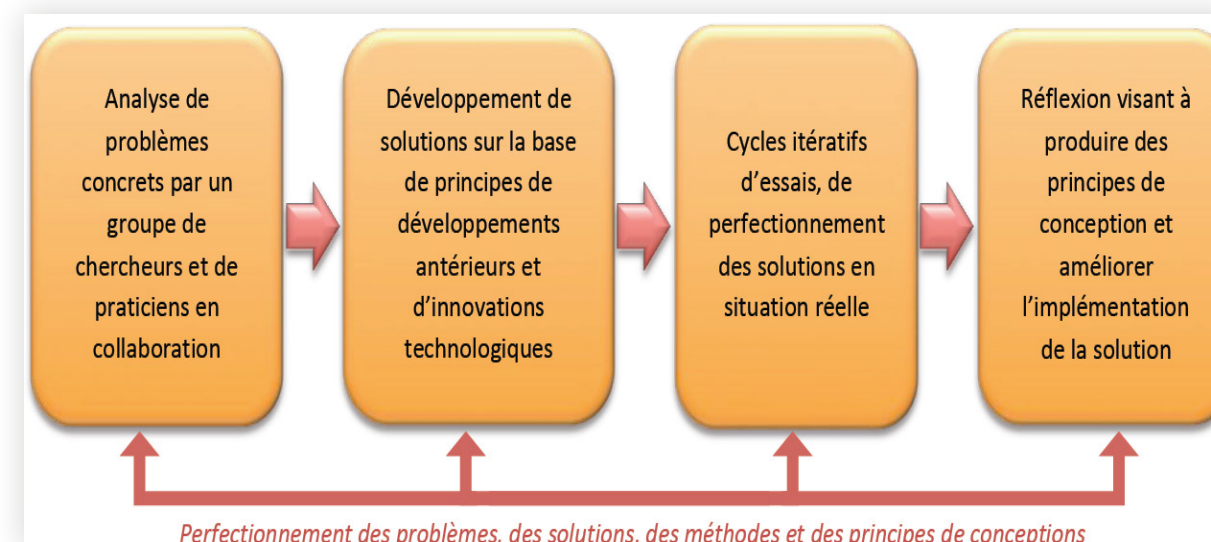 Analyse de
problèmes
concrets par un
groupe de
chercheurs et de
praticiens en
collaboration
Développement de
solutions sur la base
de principes de
développements
antérieurs et
d'innovations
technologiques
Cycles itératifs
d'essais, de
perfectionnement
des solutions en
situation réelle
Réflexion visant à
produire des
principes de
conception et
améliorer
l'implémentation
de la solution
Perfectionnement des problèmes, des solutions, des méthodes et des principes de conceptions